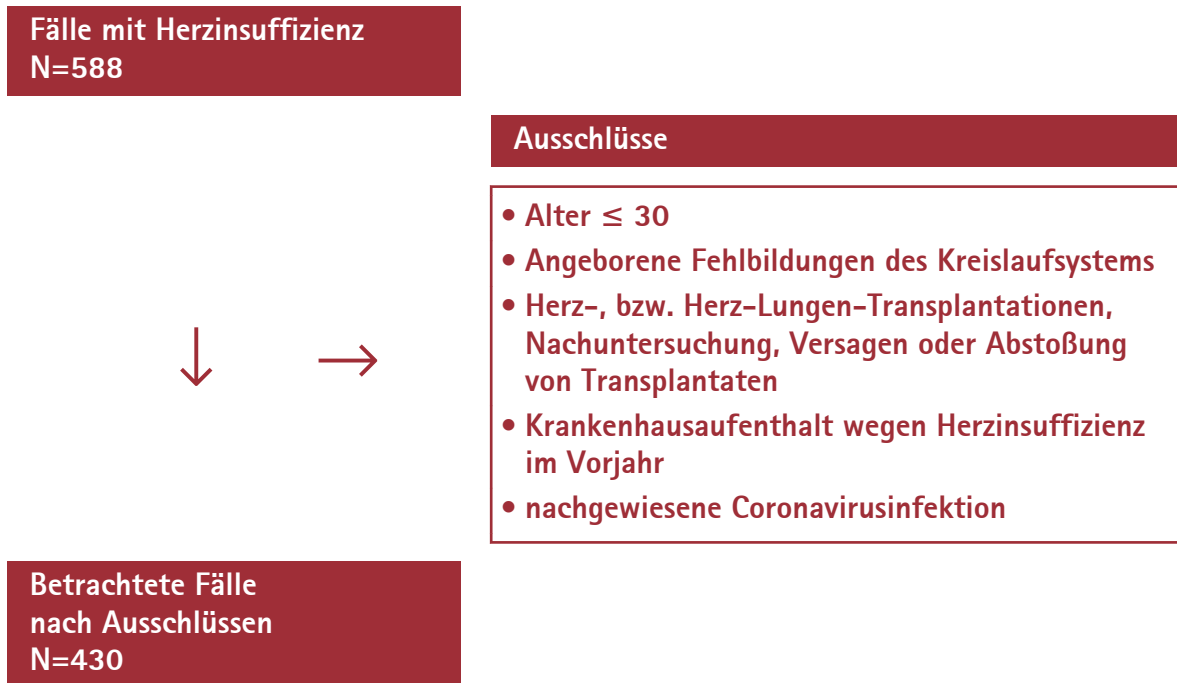 Fälle mit Herzinsuffizienz
N=588
Ausschlüsse
• Alter ≤ 30
• Angeborene Fehlbildungen des Kreislaufsystems
• Herz-, bzw. Herz-Lungen-Transplantationen,
Nachuntersuchung, Versagen oder Abstoßung
von Transplantaten
• Krankenhausaufenthalt wegen Herzinsuffizienz
im Vorjahr
• nachgewiesene Coronavirusinfektion
Betrachtete Fälle
nach Ausschlüssen
N=430